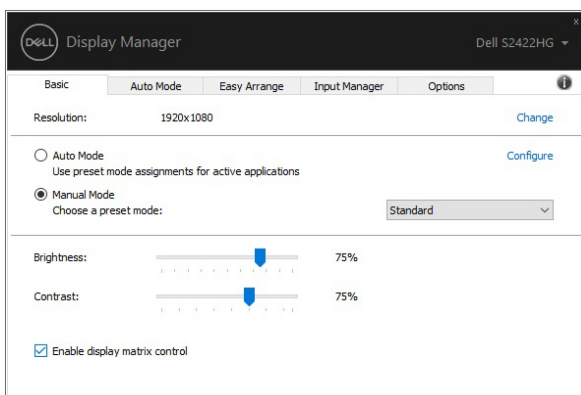 DELL Display Manager Dell S2422HG
x
Basic Auto Mode Easy Arrange Input Manager Options i
Resolution: 1920x1080 Change
Auto Mode Configure
Use preset mode assignments for active applications
Manual Mode
Choose a preset mode: Standard
Brightness: 75%
Contrast: 75%
Enable display matrix control